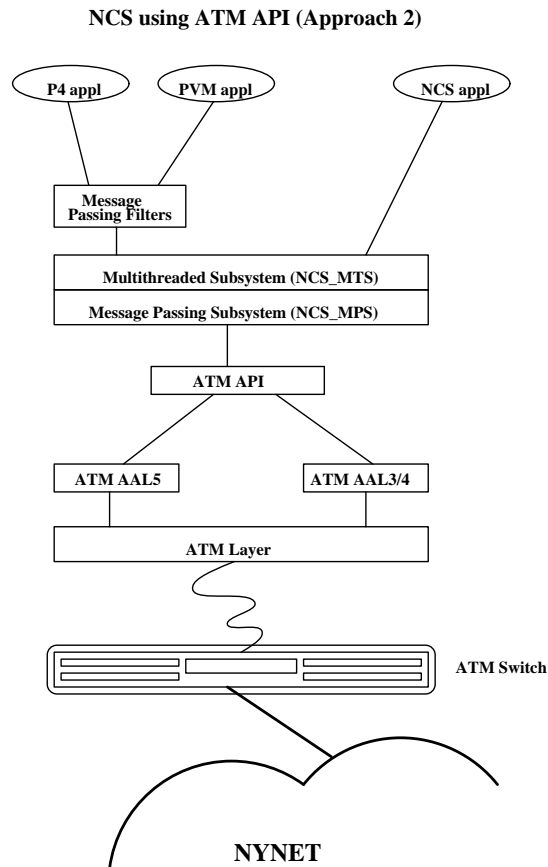 NCS using ATM API (Approach 2)
P4 appl
PVM appl
NCS appl
Message
Passing Filters
Multithreaded Subsystem (NCS_MTS)
Message Passing Subsystem (NCS_MPS)
ATM API
ATM AAL5
ATM AAL3/4
ATM Layer
ATM Switch
NYNET